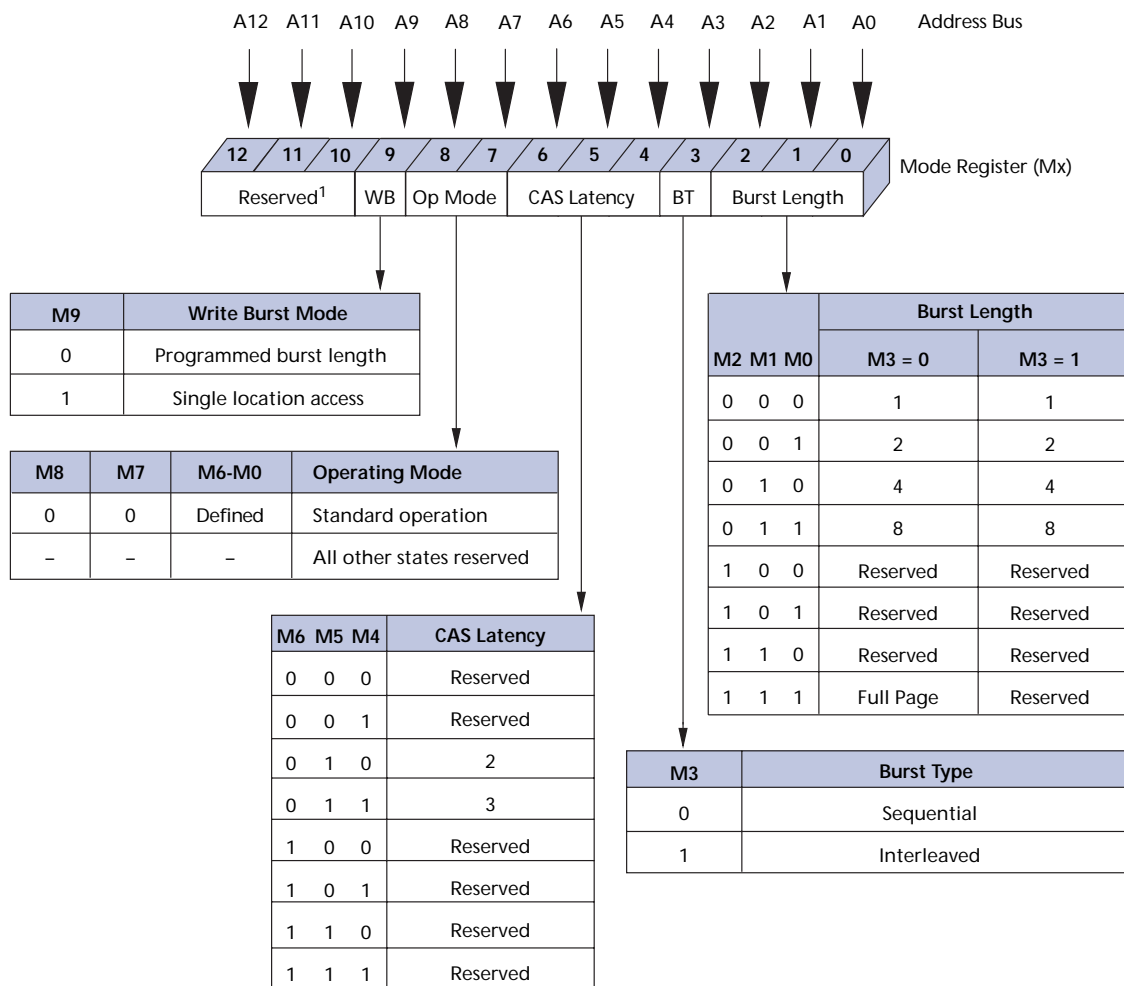 A12 A11 A10 A9 A8 A7 A6 A5 A4 A3 A2 A1 A0 Address Bus
12 11 10 9 8 7 6 5 4 3 2 1 0
Mode Register (Mx)
Reserved1 WB Op Mode CAS Latency BT Burst Length
M9 Write Burst Mode
0 Programmed burst length
1 Single location access
M8 M7 M6-M0 Operating Mode
0 0 Defined Standard operation
– – – All other states reserved
M6 M5 M4 CAS Latency
0 0 0 Reserved
0 0 1 Reserved
0 1 0 2
0 1 1 3
1 0 0 Reserved
1 0 1 Reserved
1 1 0 Reserved
1 1 1 Reserved
Burst Length
M2 M1 M0 M3 = 0 M3 = 1
0 0 0 1 1
0 0 1 2 2
0 1 0 4 4
0 1 1 8 8
1 0 0 Reserved Reserved
1 0 1 Reserved Reserved
1 1 0 Reserved Reserved
1 1 1 Full Page Reserved
M3 Burst Type
0 Sequential
1 Interleaved